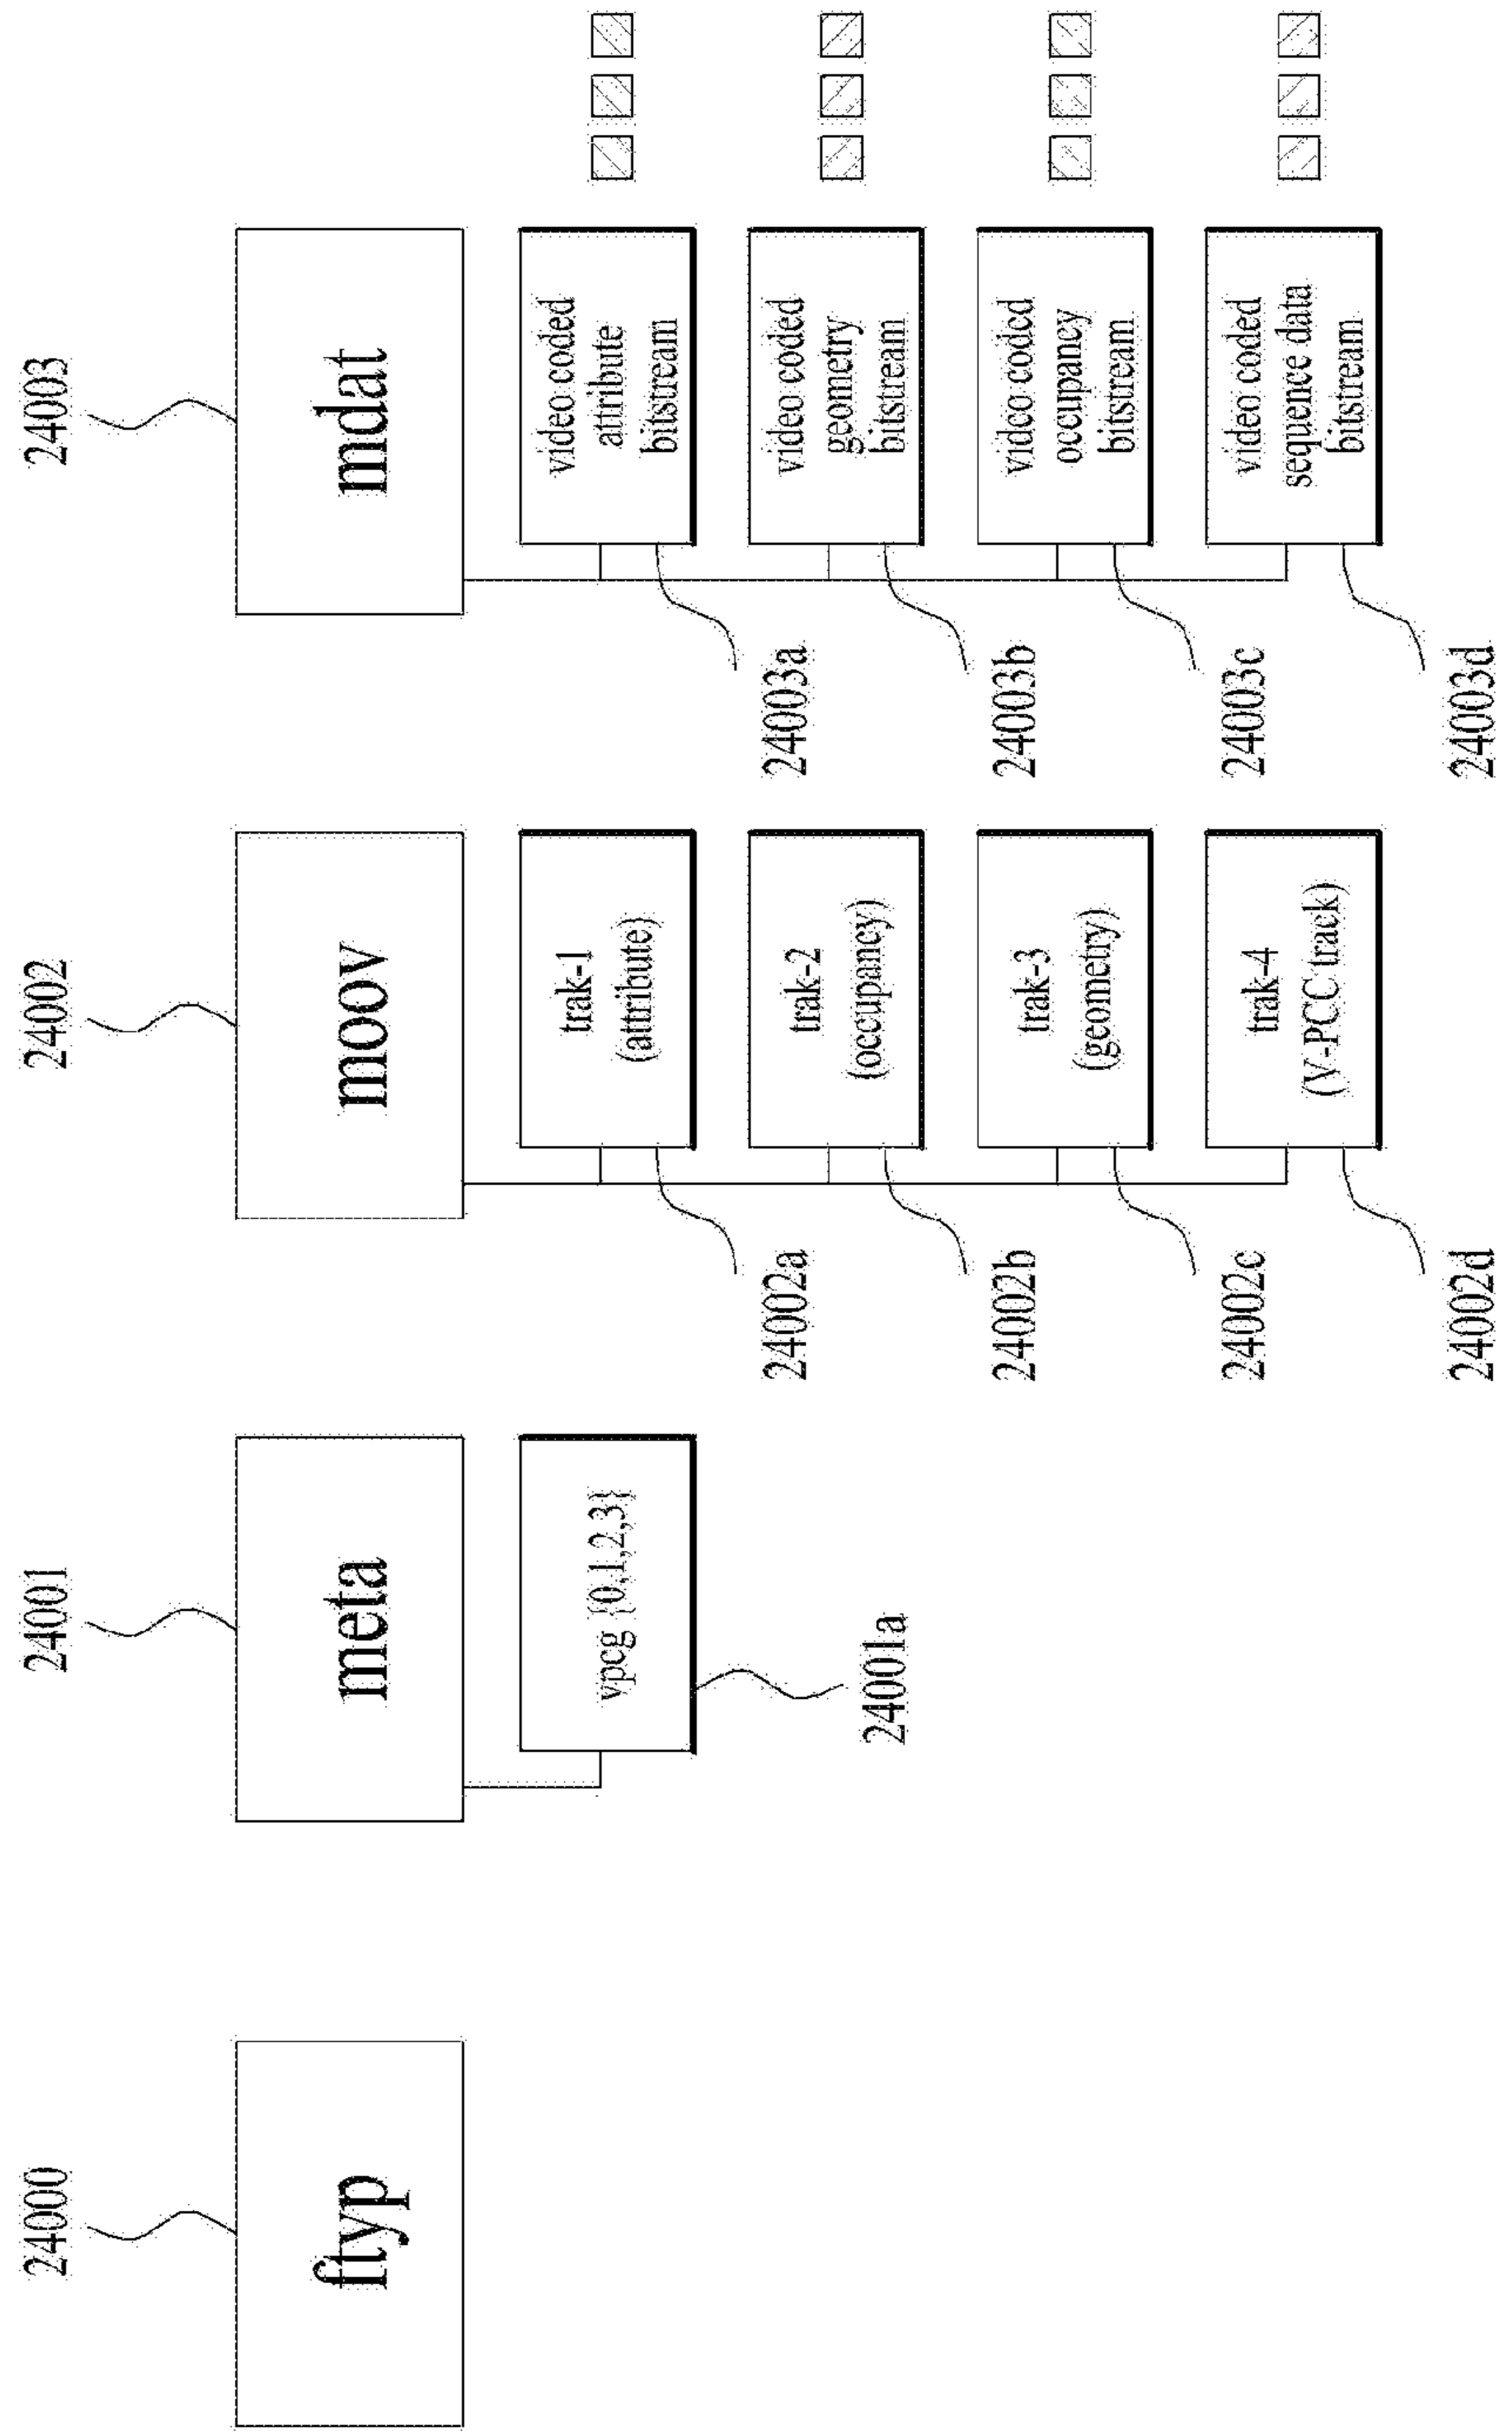 24000
ftyp
24001
meta
vpcg {0,1,2,3}
24001a
24002
moov
trak-1
(attribute)
24002a
trak-2
(occupancy)
24002b
trak-3
(geometry)
24002c
trak-4
(V-PCC track)
24002d
24003
mdat
video coded
attribute
bitstream
24003a
video coded
geometry
bitstream
24003b
video coded
occupancy
bitstream
24003c
video coded
sequence data
bitstream
24003d